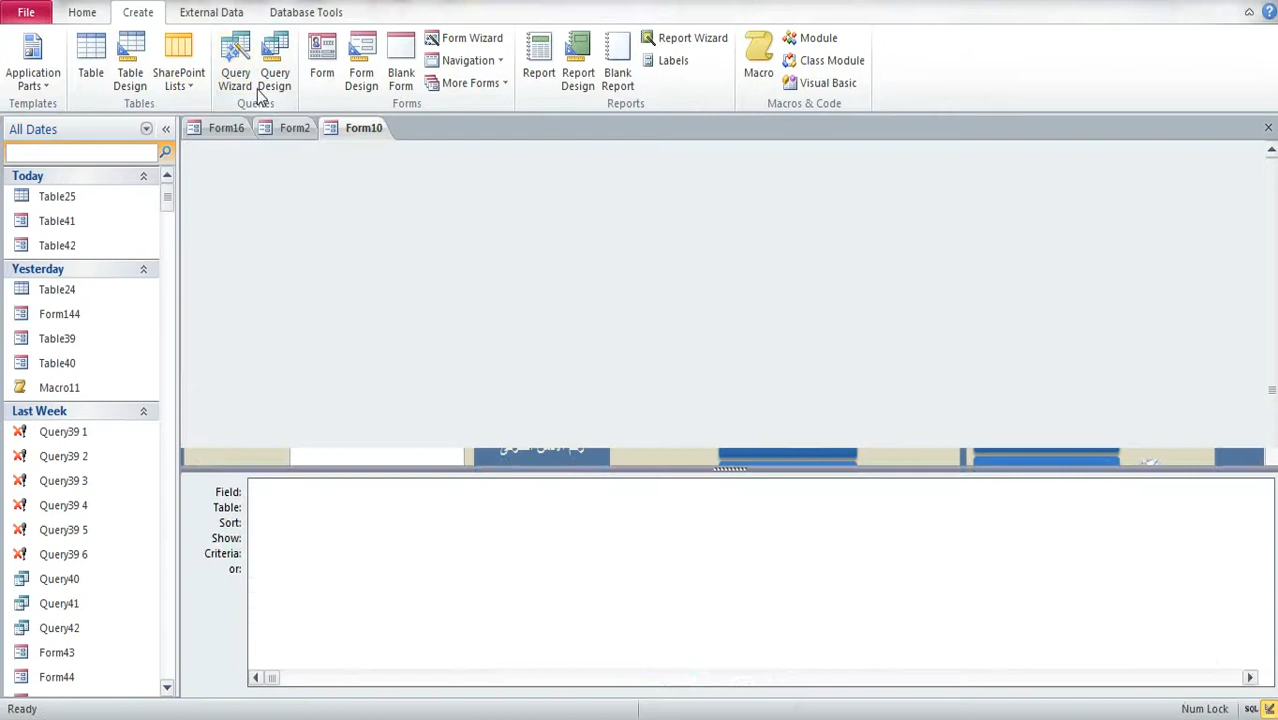 File
Home
Create
External Data
Database Tools
Application
Parts
Templates
Table
Table
Design
SharePoint
Lists
Tables
Query
Wizard
Query
Design
Queries
Form
Form
Design
Blank
Form
Form Wizard
Navigation
More Forms
Forms
Report
Report
Design
Blank
Report
Report Wizard
Labels
Reports
Macro
Module
Class Module
Visual Basic
Macros & Code
All Dates
Form16
Form2
Form10
Today
Table25
Table41
Table42
Yesterday
Table24
Form144
Table39
Table40
Macro11
Last Week
Query39 1
Query39 2
Query39 3
Query39 4
Query39 5
Query39 6
Query40
Query41
Query42
Form43
Form44
Field:
Table:
Sort:
Show:
Criteria:
or:
Ready
Num Lock
SQL